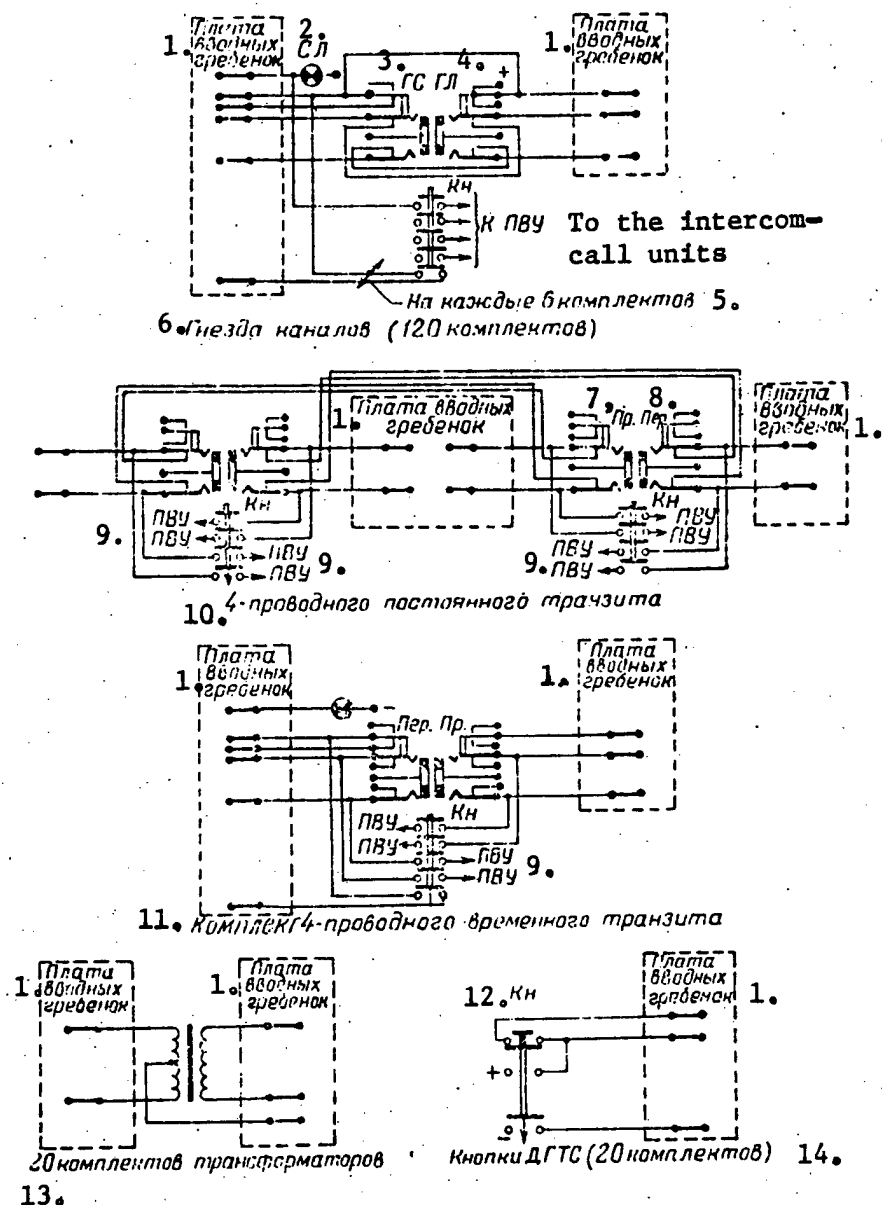 Плата
вводных
гребенок
1.
2.
СЛ
3.
4.
ГС ГЛ
+
1.
Плата
вводных
гребенок
Кн
К ПВУ
To the intercom-
call units
На каждые 6 комплектов 5.
6. Гнезда каналов (120 комплектов)
1.
Плата вводных
гребенок
7.
8.
Пр. Пер.
Плата
вводных
гребенок
1.
Кн
Кн
9.
ПВУ
ПВУ
ПВУ
ПВУ
9.
ПВУ
ПВУ
9.
ПВУ
ПВУ
10. 4-проводного постоянного транзита
Плата
вводных
гребенок
1.
Плата
вводных
гребенок
1.
Пер. Пр.
Кн
ПВУ
ПВУ
ПВУ
ПВУ
9.
11. Комплект 4-проводного временного транзита
Плата
вводных
гребенок
1.
Плата
вводных
гребенок
1.
12. Кн
+
-
Плата
вводных
гребенок
1.
20 комплектов трансформаторов
13.
Кнопки ДГТС (20 комплектов) 14.